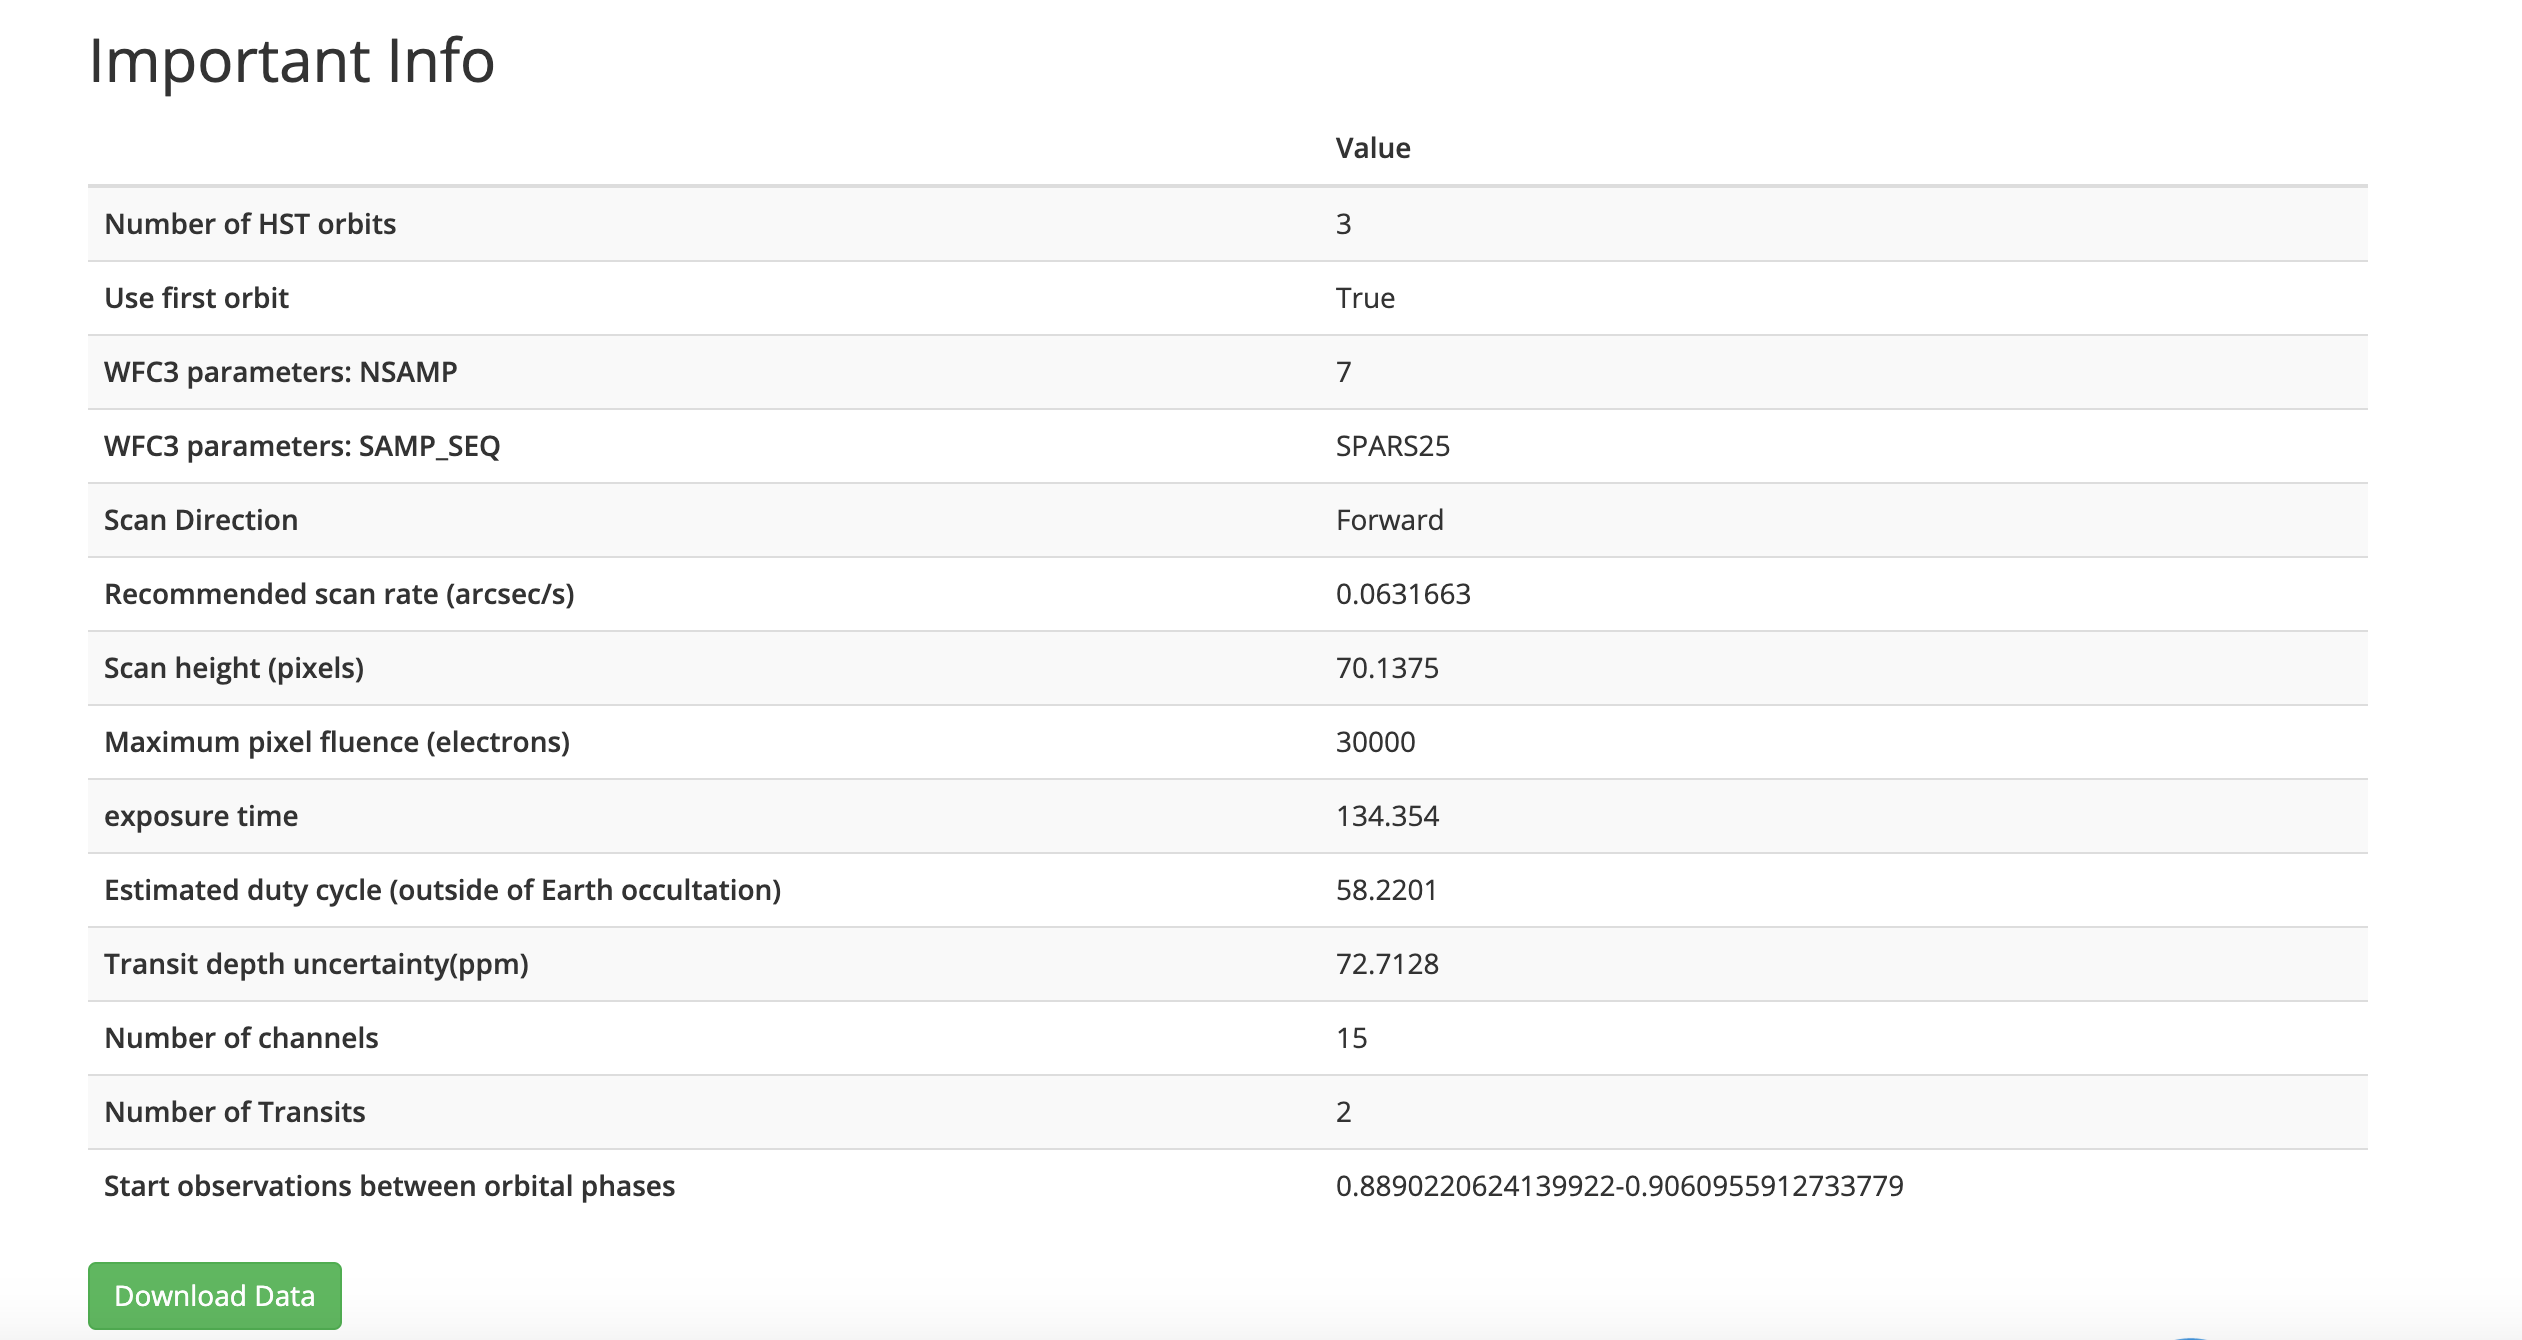 Important Info
Value
Number of HST orbits 3
Use first orbit True
WFC3 parameters: NSAMP 7
WFC3 parameters: SAMP_SEQ SPARS25
Scan Direction Forward
Recommended scan rate (arcsec/s) 0.0631663
Scan height (pixels) 70.1375
Maximum pixel fluence (electrons) 30000
exposure time 134.354
Estimated duty cycle (outside of Earth occultation) 58.2201
Transit depth uncertainty(ppm) 72.7128
Number of channels 15
Number of Transits 2
Start observations between orbital phases 0.8890220624139922-0.9060955912733779
Download Data